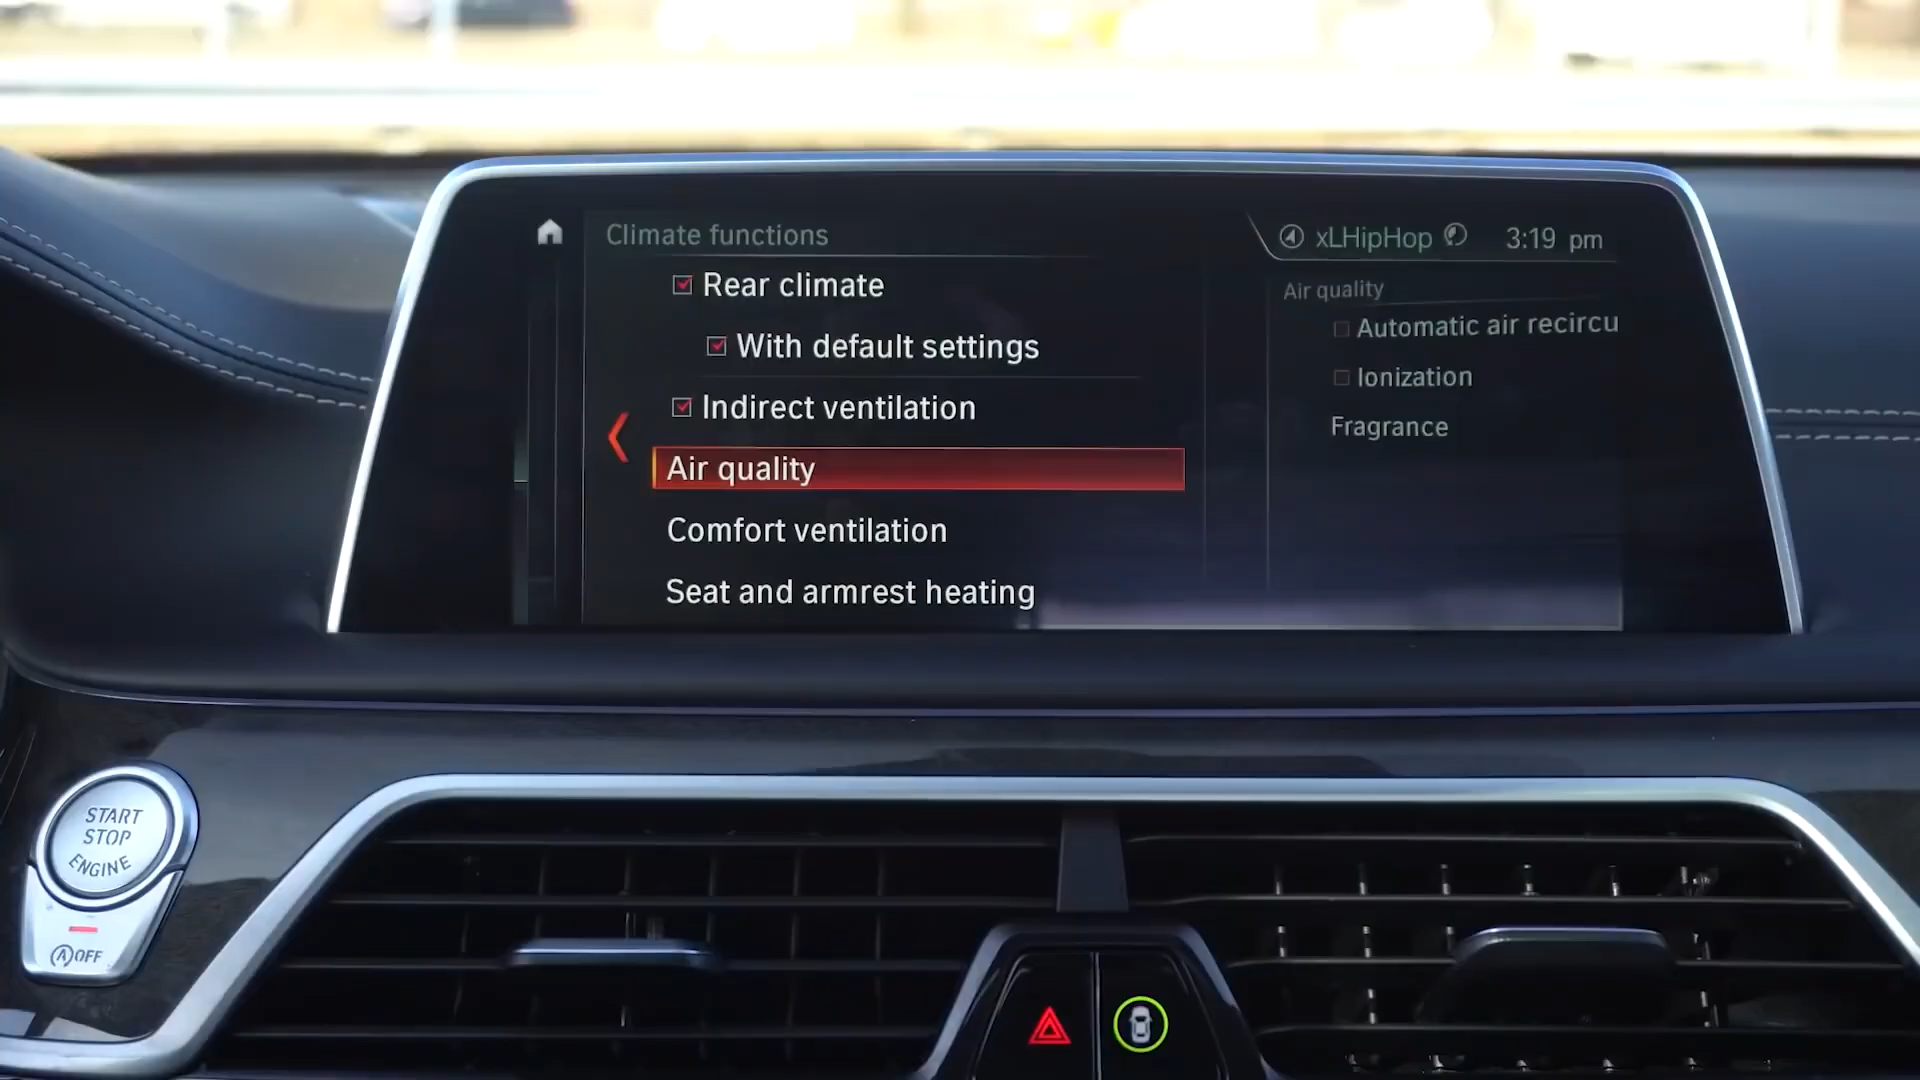 Climate functions
xLHipHop 3:19 pm
Rear climate
With default settings
Indirect ventilation
Air quality
Comfort ventilation
Seat and armrest heating
Air quality
Automatic air recircu
Ionization
Fragrance
START
STOP
ENGINE
A OFF